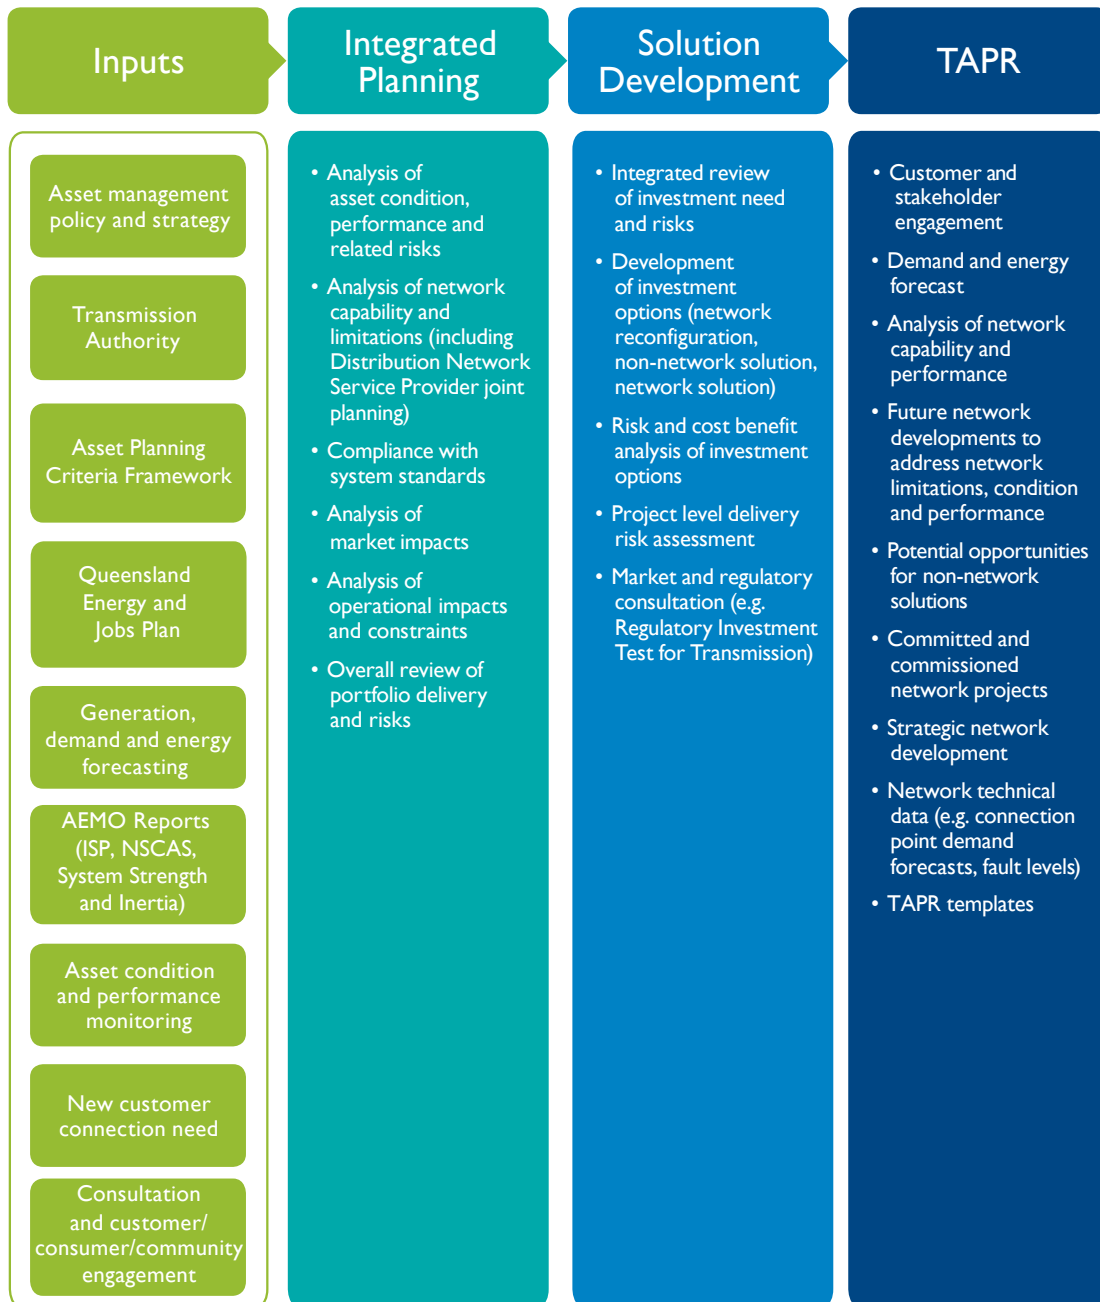 Inputs
Integrated
Planning
Solution
Development
TAPR
Asset management
policy and strategy
Transmission
Authority
Asset Planning
Criteria Framework
Queensland
Energy and
Jobs Plan
Generation,
demand and energy
forecasting
AEMO Reports
(ISP, NSCAS,
System Strength
and Inertia)
Asset condition
and performance
monitoring
New customer
connection need
Consultation
and customer/
consumer/community
engagement
• Analysis of
asset condition,
performance and
related risks
• Analysis of network
capability and
limitations (including
Distribution Network
Service Provider joint
planning)
• Compliance with
system standards
• Analysis of
market impacts
• Analysis of
operational impacts
and constraints
• Overall review of
portfolio delivery
and risks
• Integrated review
of investment need
and risks
• Development
of investment
options (network
reconfiguration,
non-network solution,
network solution)
• Risk and cost benefit
analysis of investment
options
• Project level delivery
risk assessment
• Market and regulatory
consultation (e.g.
Regulatory Investment
Test for Transmission)
• Customer and
stakeholder
engagement
• Demand and energy
forecast
• Analysis of network
capability and
performance
• Future network
developments to
address network
limitations, condition
and performance
• Potential opportunities
for non-network
solutions
• Committed and
commissioned
network projects
• Strategic network
development
• Network technical
data (e.g. connection
point demand
forecasts, fault levels)
• TAPR templates